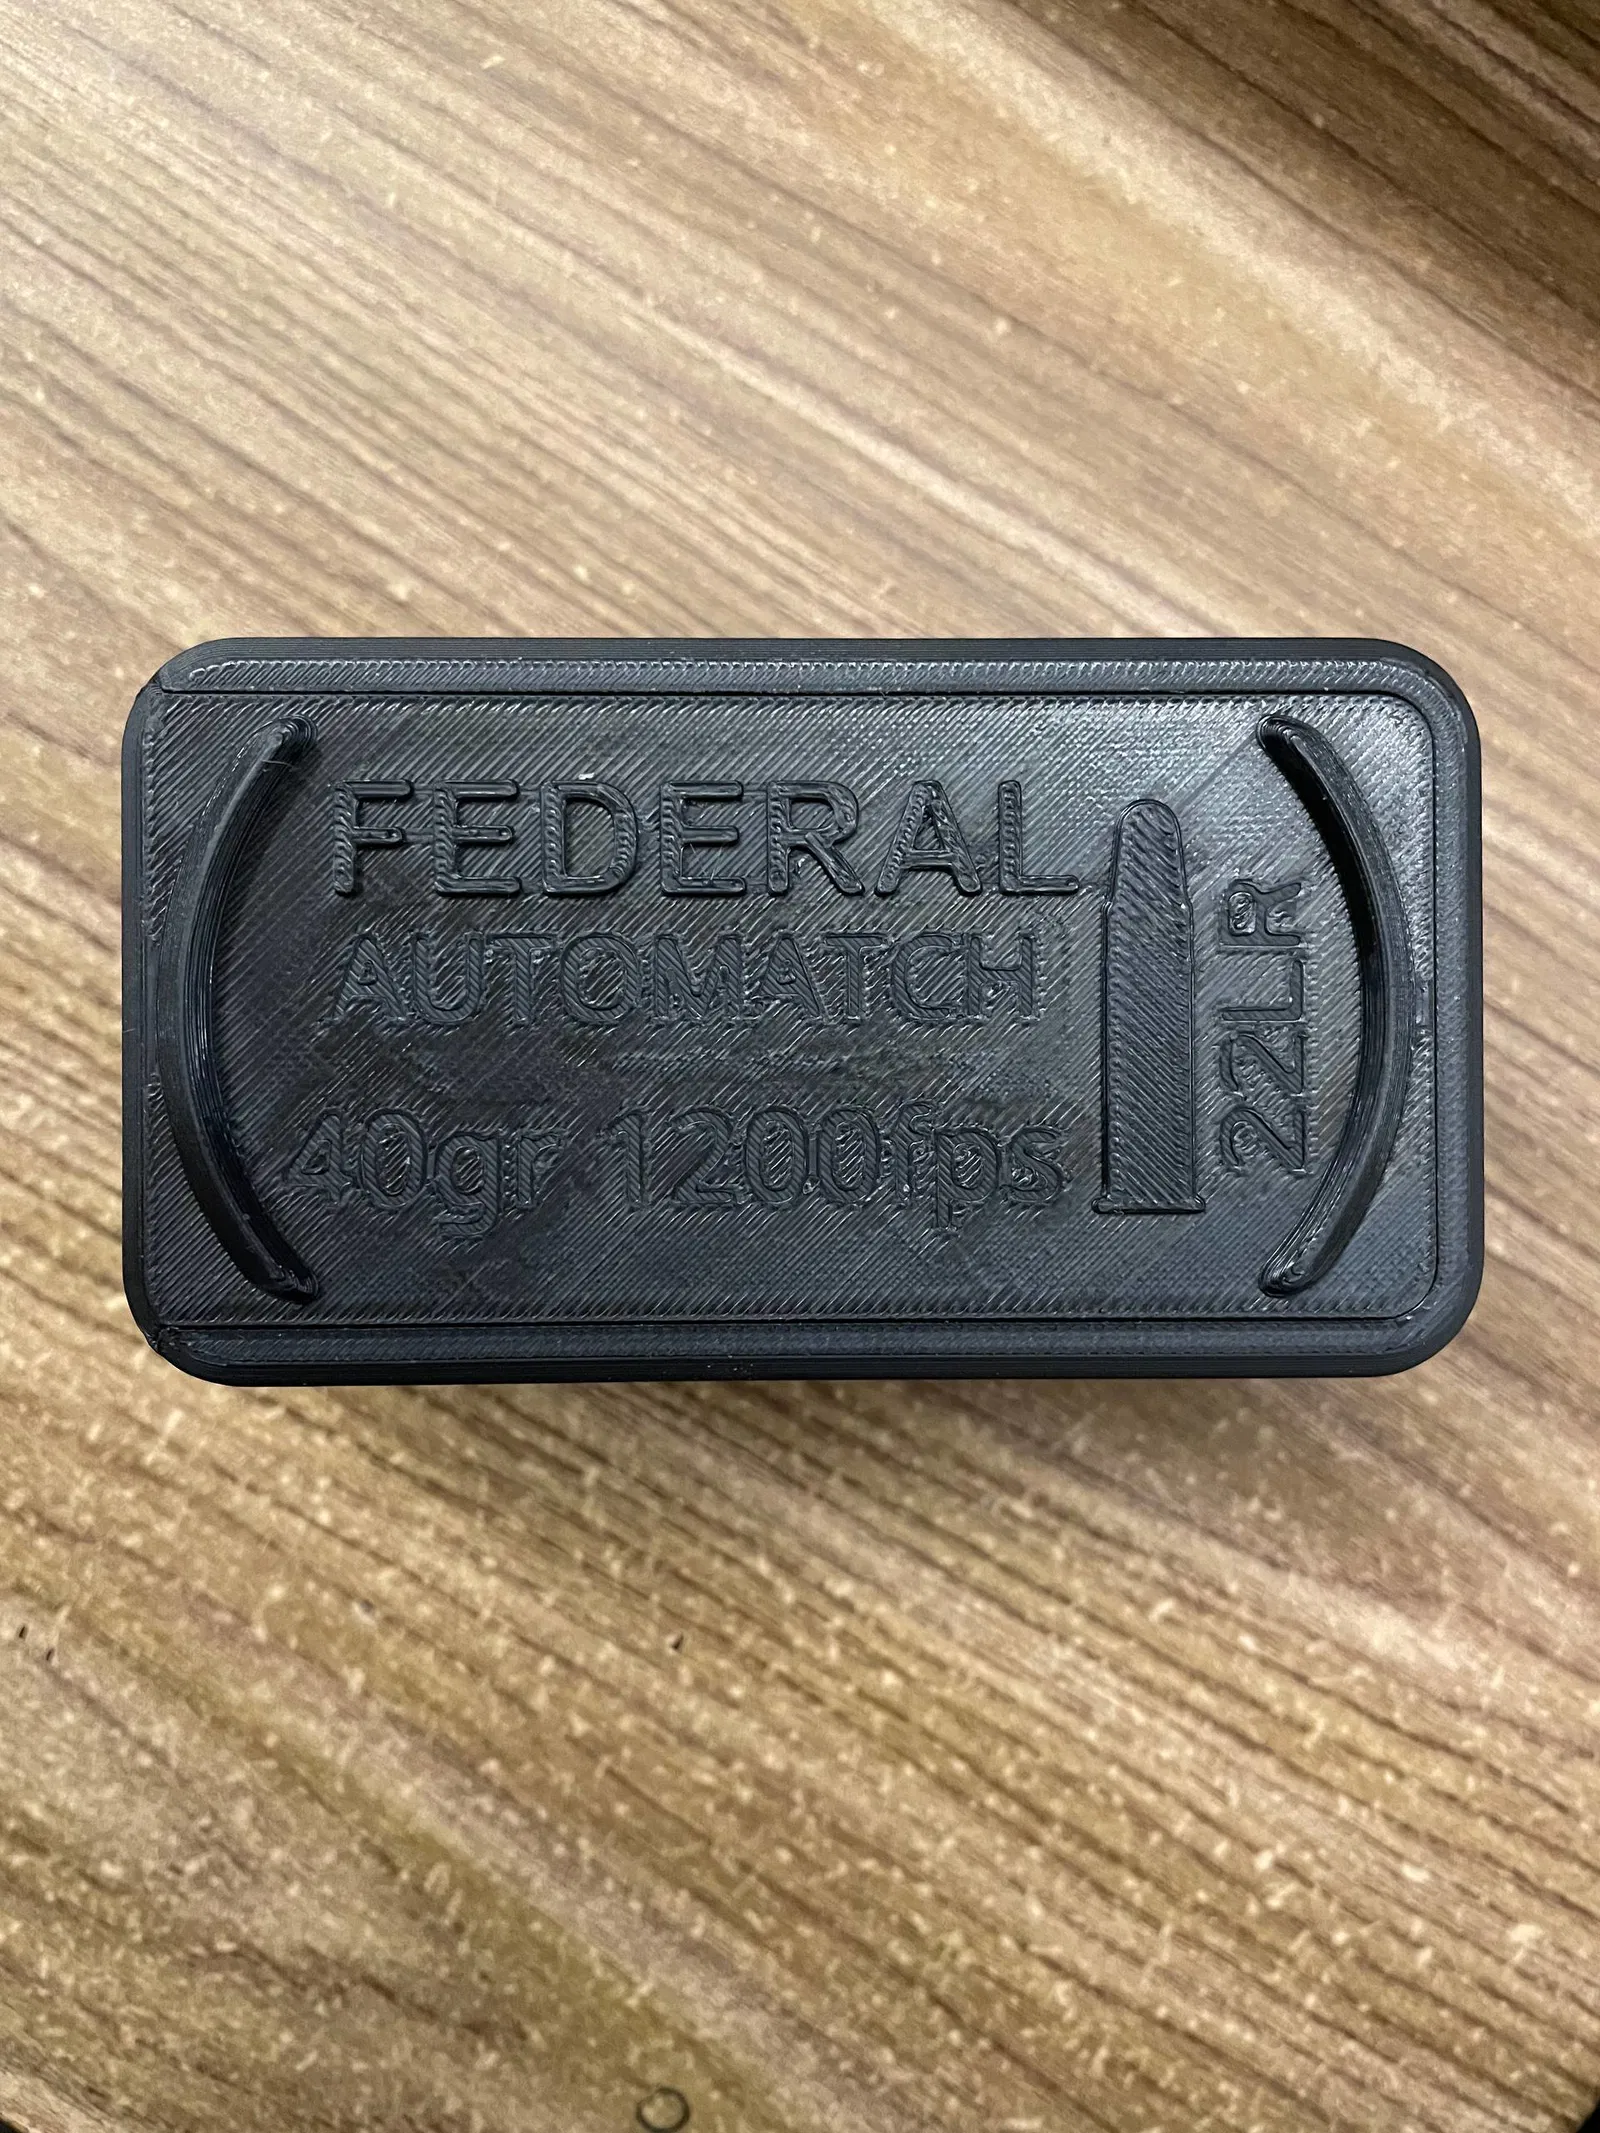 FEDERAL
AUTOMATCH
40gr 1200fps
22LR